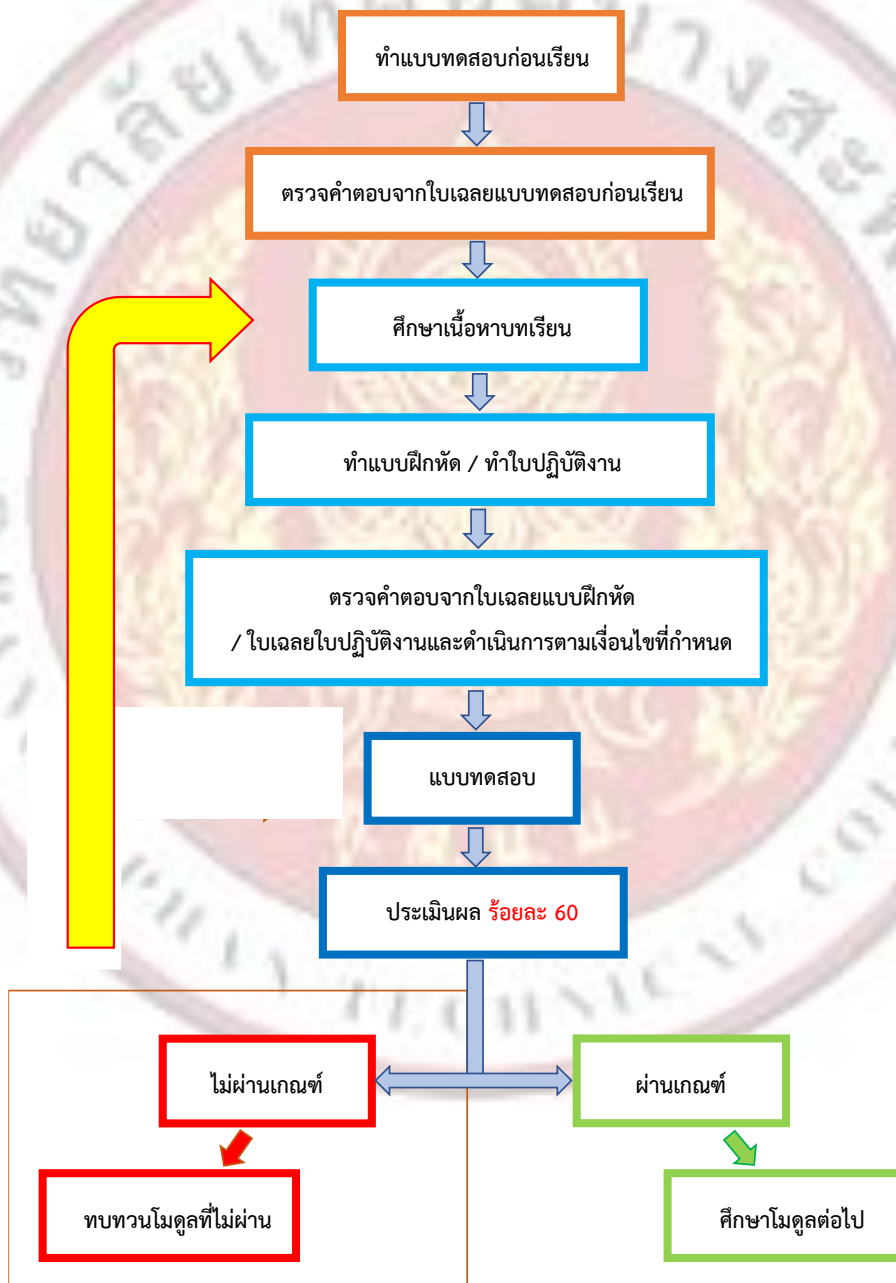 ทำแบบทดสอบก่อนเรียน
ตรวจคำตอบจากใบเฉลยแบบทดสอบก่อนเรียน
ศึกษาเนื้อหาบทเรียน
ทำแบบฝึกหัด / ทำใบปฏิบัติงาน
ตรวจคำตอบจากใบเฉลยแบบฝึกหัด
/ ใบเฉลยใบปฏิบัติงานและดำเนินการตามเงื่อนไขที่กำหนด
แบบทดสอบ
ประเมินผล ร้อยละ 60
ไม่ผ่านเกณฑ์
ผ่านเกณฑ์
ทบทวนโมดูลที่ไม่ผ่าน
ศึกษาโมดูลต่อไป